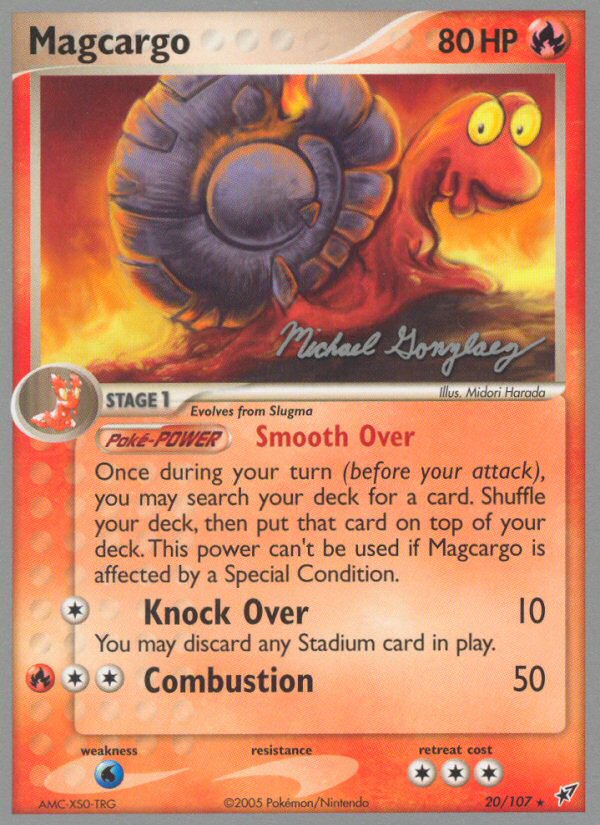 Magcargo 80 HP
Michael Gonzalez
Illus. Midori Harada
STAGE 1
Evolves from Slugma
Poké-POWER Smooth Over
Once during your turn (before your attack),
you may search your deck for a card. Shuffle
your deck, then put that card on top of your
deck. This power can't be used if Magcargo is
affected by a Special Condition.
Knock Over 10
You may discard any Stadium card in play.
Combustion 50
weakness resistance retreat cost
AMC-XS0-TRG ©2005 Pokémon/Nintendo 20/107 ★